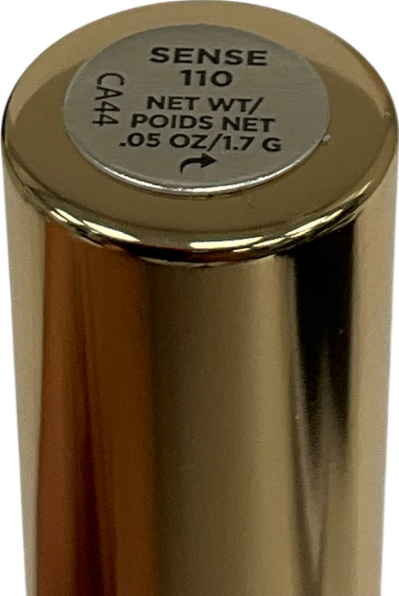 SENSE
110
NET WT/
POIDS NET
.05 OZ/1.7 G
CA44